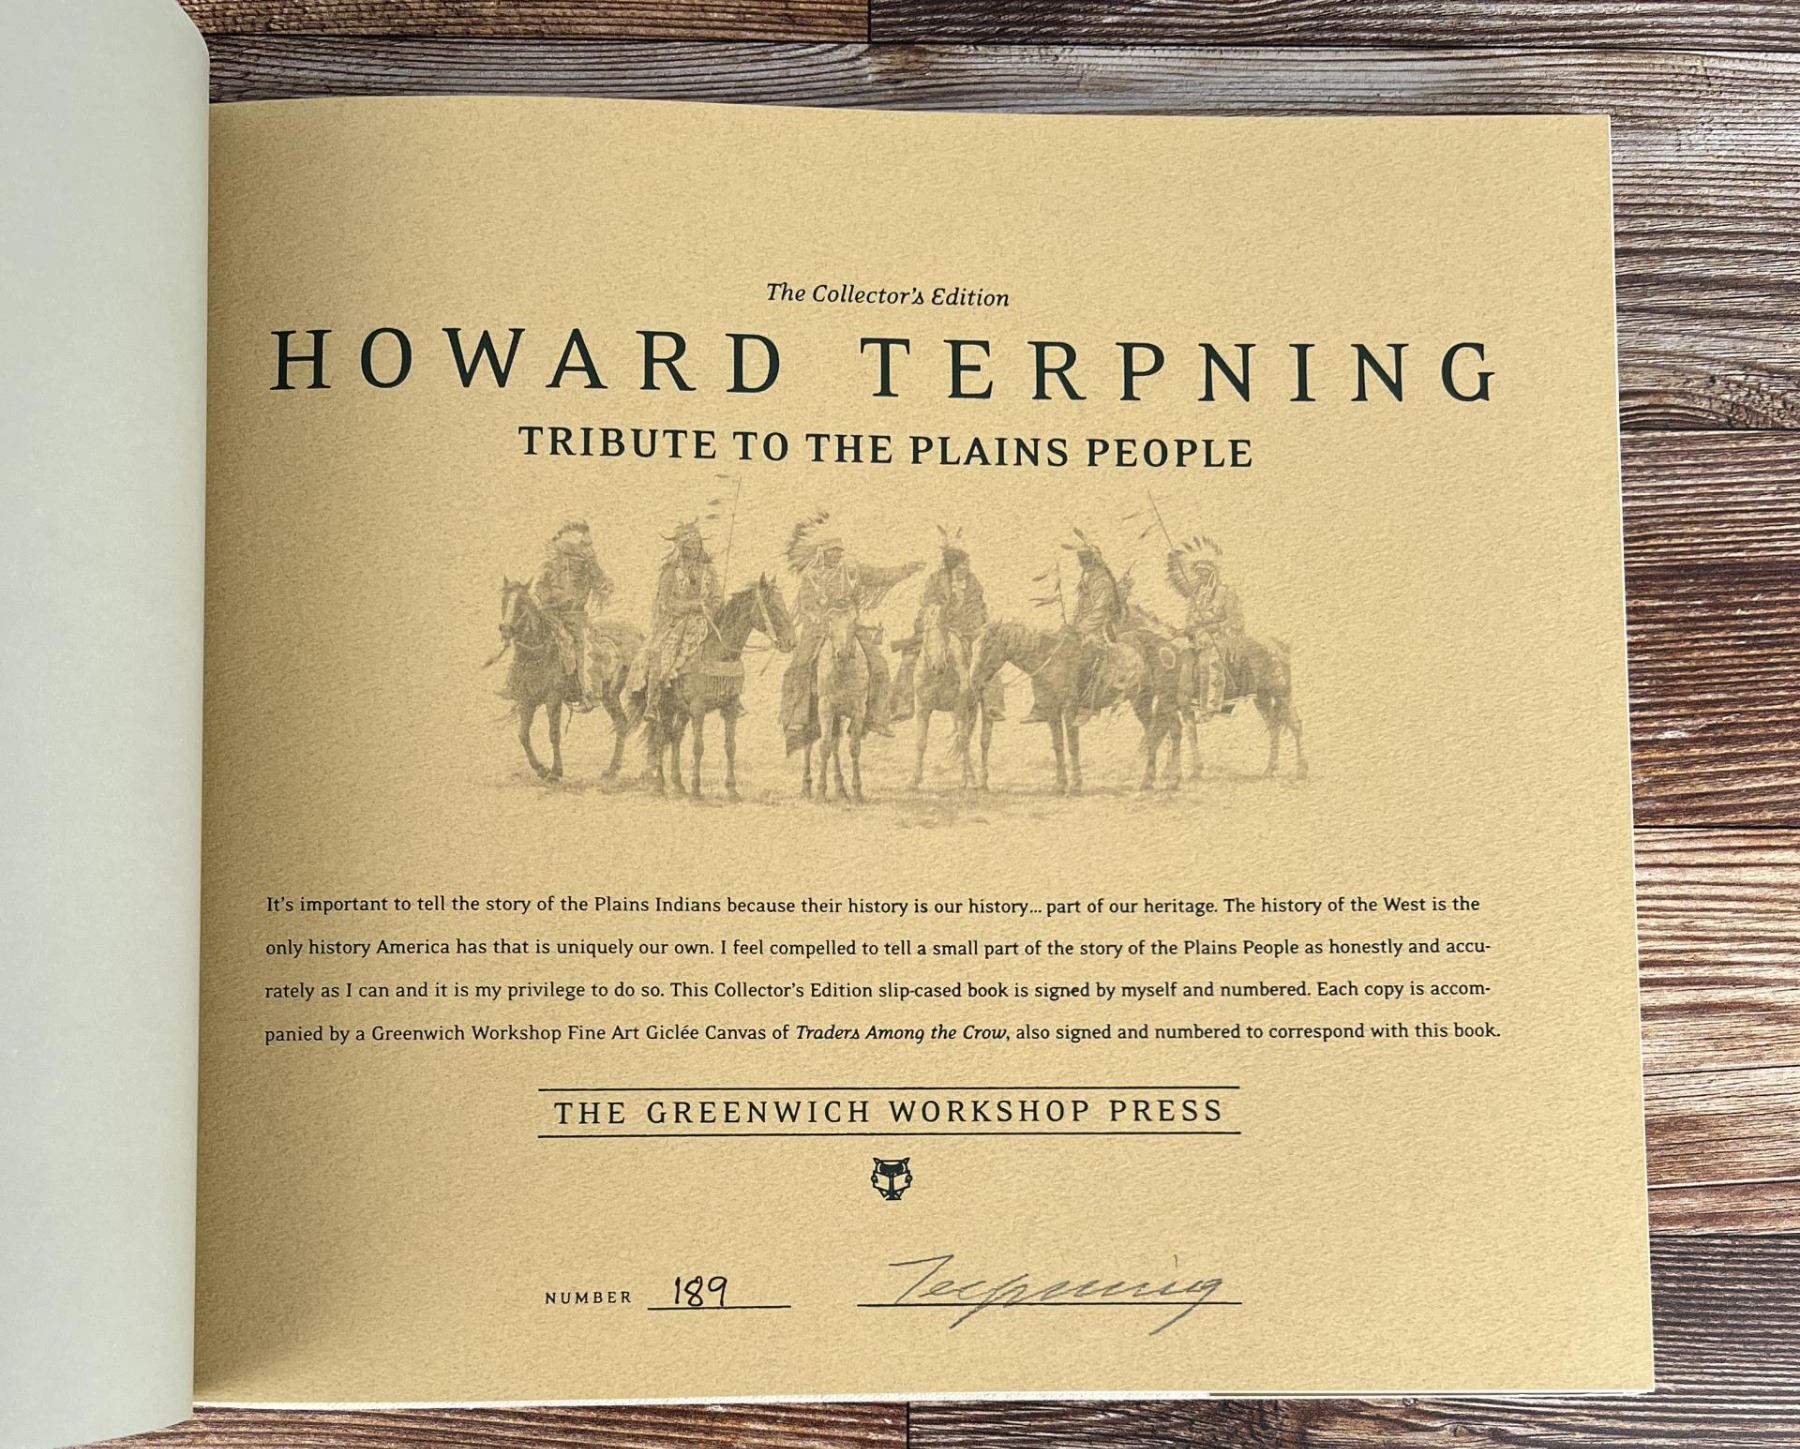 The Collector's Edition
HOWARD TERPNING
TRIBUTE TO THE PLAINS PEOPLE
It's important to tell the story of the Plains Indians because their history is our history... part of our heritage. The history of the West is the
only history America has that is uniquely our own. I feel compelled to tell a small part of the story of the Plains People as honestly and accu-
rately as I can and it is my privilege to do so. This Collector's Edition slip-cased book is signed by myself and numbered. Each copy is accom-
panied by a Greenwich Workshop Fine Art Giclée Canvas of Traders Among the Crow, also signed and numbered to correspond with this book.
THE GREENWICH WORKSHOP PRESS
NUMBER 189 Terpning